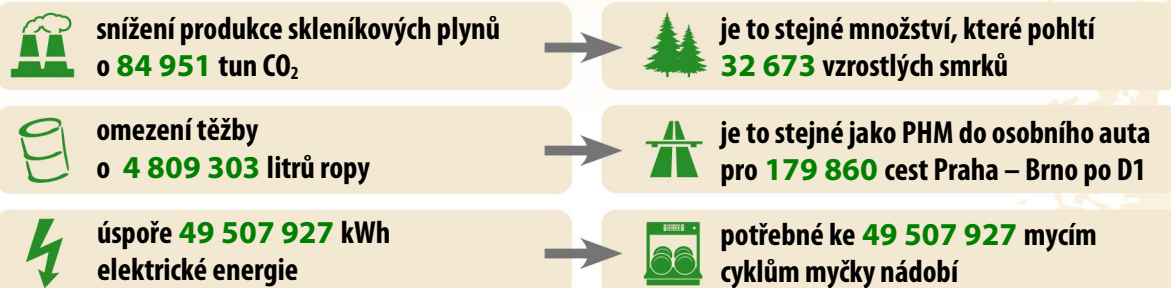 snížení produkce skleníkových plynů
o 84 951 tun CO₂
je to stejné množství, které pohltí
32 673 vzrostlých smrků
omezení těžby
o 4 809 303 litrů ropy
je to stejné jako PHM do osobního auta
pro 179 860 cest Praha – Brno po D1
úspoře 49 507 927 kWh
elektrické energie
potřebné ke 49 507 927 mycím
cyklům myčky nádobí